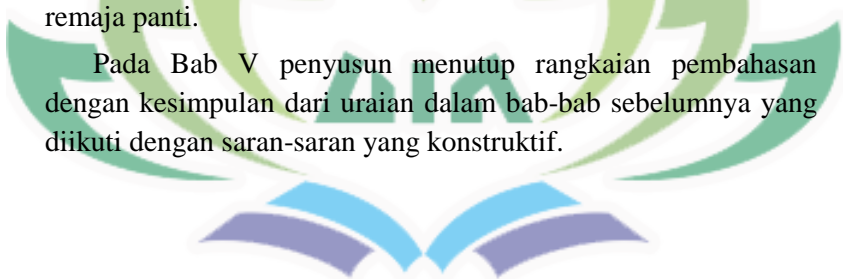 remaja panti.
Pada Bab V penyusun menutup rangkaian pembahasan
dengan kesimpulan dari uraian dalam bab-bab sebelumnya yang
diikuti dengan saran-saran yang konstruktif.